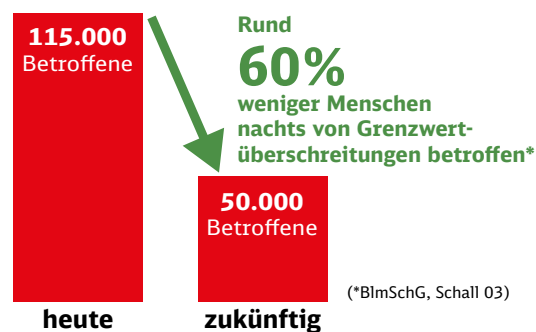 115.000
Betroffene
Rund
60%
weniger Menschen
nachts von Grenzwert-
überschreitungen betroffen*
50.000
Betroffene
(*BImSchG, Schall 03)
heute
zukünftig